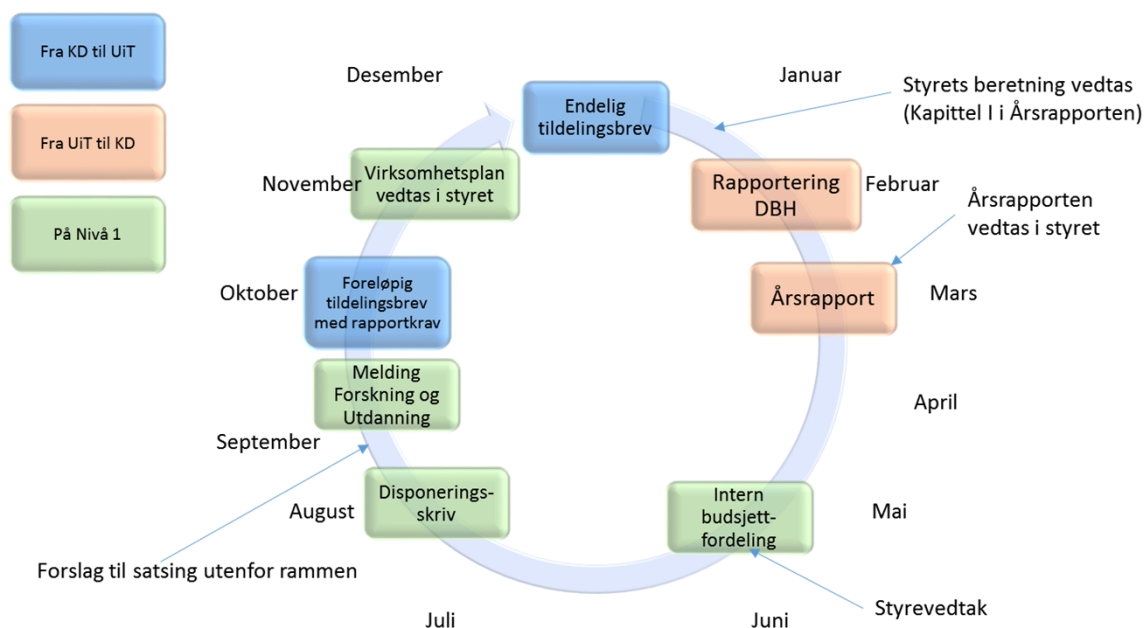 Fra KD til UiT
Fra UiT til KD
På Nivå 1
Desember
Januar
Endelig
tildelingsbrev
Styrets beretning vedtas
(Kapittel I i Årsrapporten)
Rapportering
DBH
Februar
Årsrapporten
vedtas i styret
Årsrapport
Mars
April
Mai
Intern
budsjett-
fordeling
Styrevedtak
Juni
Juli
Disponerings-
skriv
August
Forslag til satsing utenfor rammen
September
Melding
Forskning og
Utdanning
Foreløpig
tildelingsbrev
med rapportkrav
Oktober
November
Virksomhetsplan
vedtas i styret